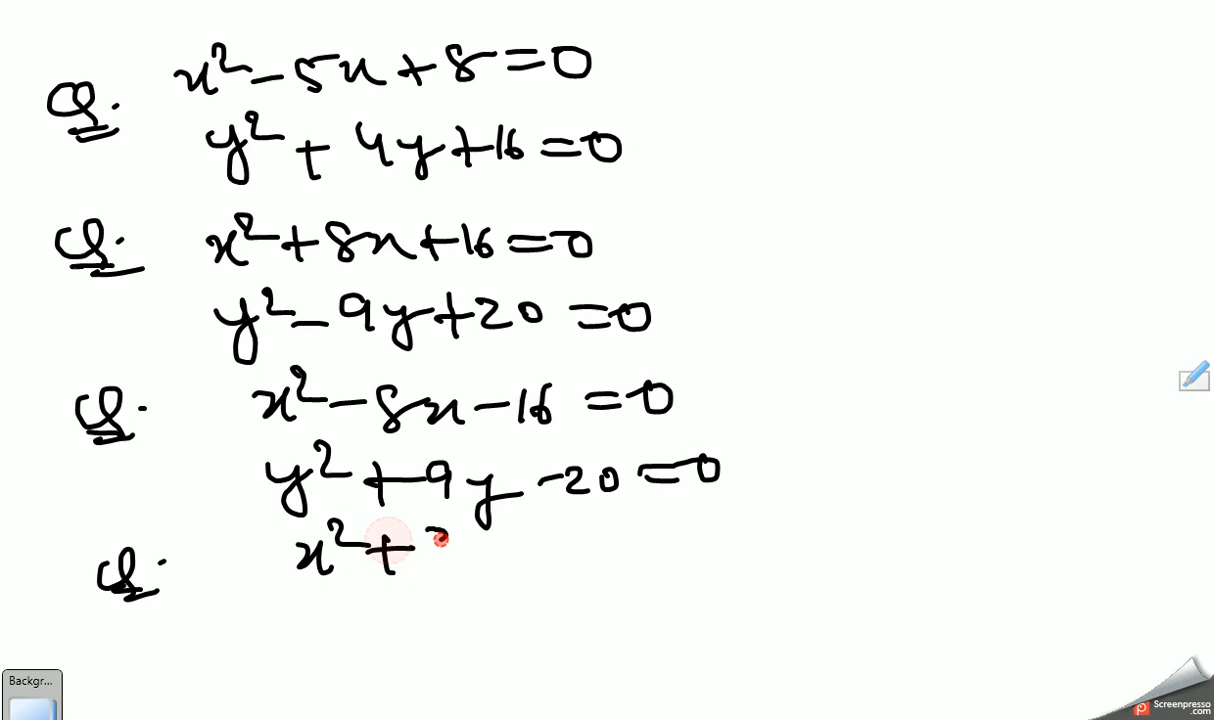 Q. x² - 5x + 8 = 0
y² + 4y + 16 = 0
Q. x² + 8x + 16 = 0
y² - 9y + 20 = 0
Q. x² - 8x - 16 = 0
y² + 9y - 20 = 0
Q. x² +
Backgr...
Screenpresso
.com